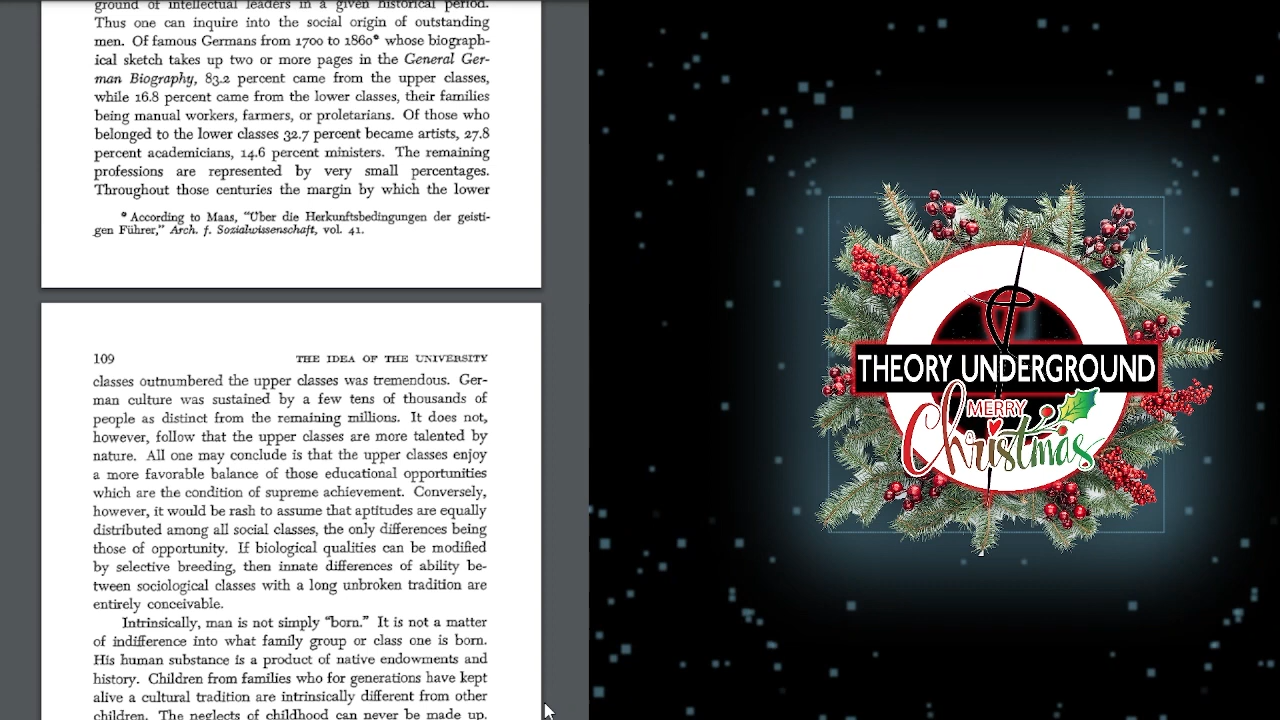 ground of intellectual leaders in a given historical period.
Thus one can inquire into the social origin of outstanding
men. Of famous Germans from 1700 to 1860* whose biograph-
ical sketch takes up two or more pages in the General Ger-
man Biography, 83.2 percent came from the upper classes,
while 16.8 percent came from the lower classes, their families
being manual workers, farmers, or proletarians. Of those who
belonged to the lower classes 32.7 percent became artists, 27.8
percent academicians, 14.6 percent ministers. The remaining
professions are represented by very small percentages.
Throughout those centuries the margin by which the lower
* According to Maas, "Über die Herkunftsbedingungen der geisti-
gen Führer," Arch. f. Sozialwissenschaft, vol. 41.
109 THE IDEA OF THE UNIVERSITY
classes outnumbered the upper classes was tremendous. Ger-
man culture was sustained by a few tens of thousands of
people as distinct from the remaining millions. It does not,
however, follow that the upper classes are more talented by
nature. All one may conclude is that the upper classes enjoy
a more favorable balance of those educational opportunities
which are the condition of supreme achievement. Conversely,
however, it would be rash to assume that aptitudes are equally
distributed among all social classes, the only differences being
those of opportunity. If biological qualities can be modified
by selective breeding, then innate differences of ability be-
tween sociological classes with a long unbroken tradition are
entirely conceivable.
Intrinsically, man is not simply "born." It is not a matter
of indifference into what family group or class one is born.
His human substance is a product of native endowments and
history. Children from families who for generations have kept
alive a cultural tradition are intrinsically different from other
children. The neglects of childhood can never be made up.
THEORY UNDERGROUND
MERRY
Christmas